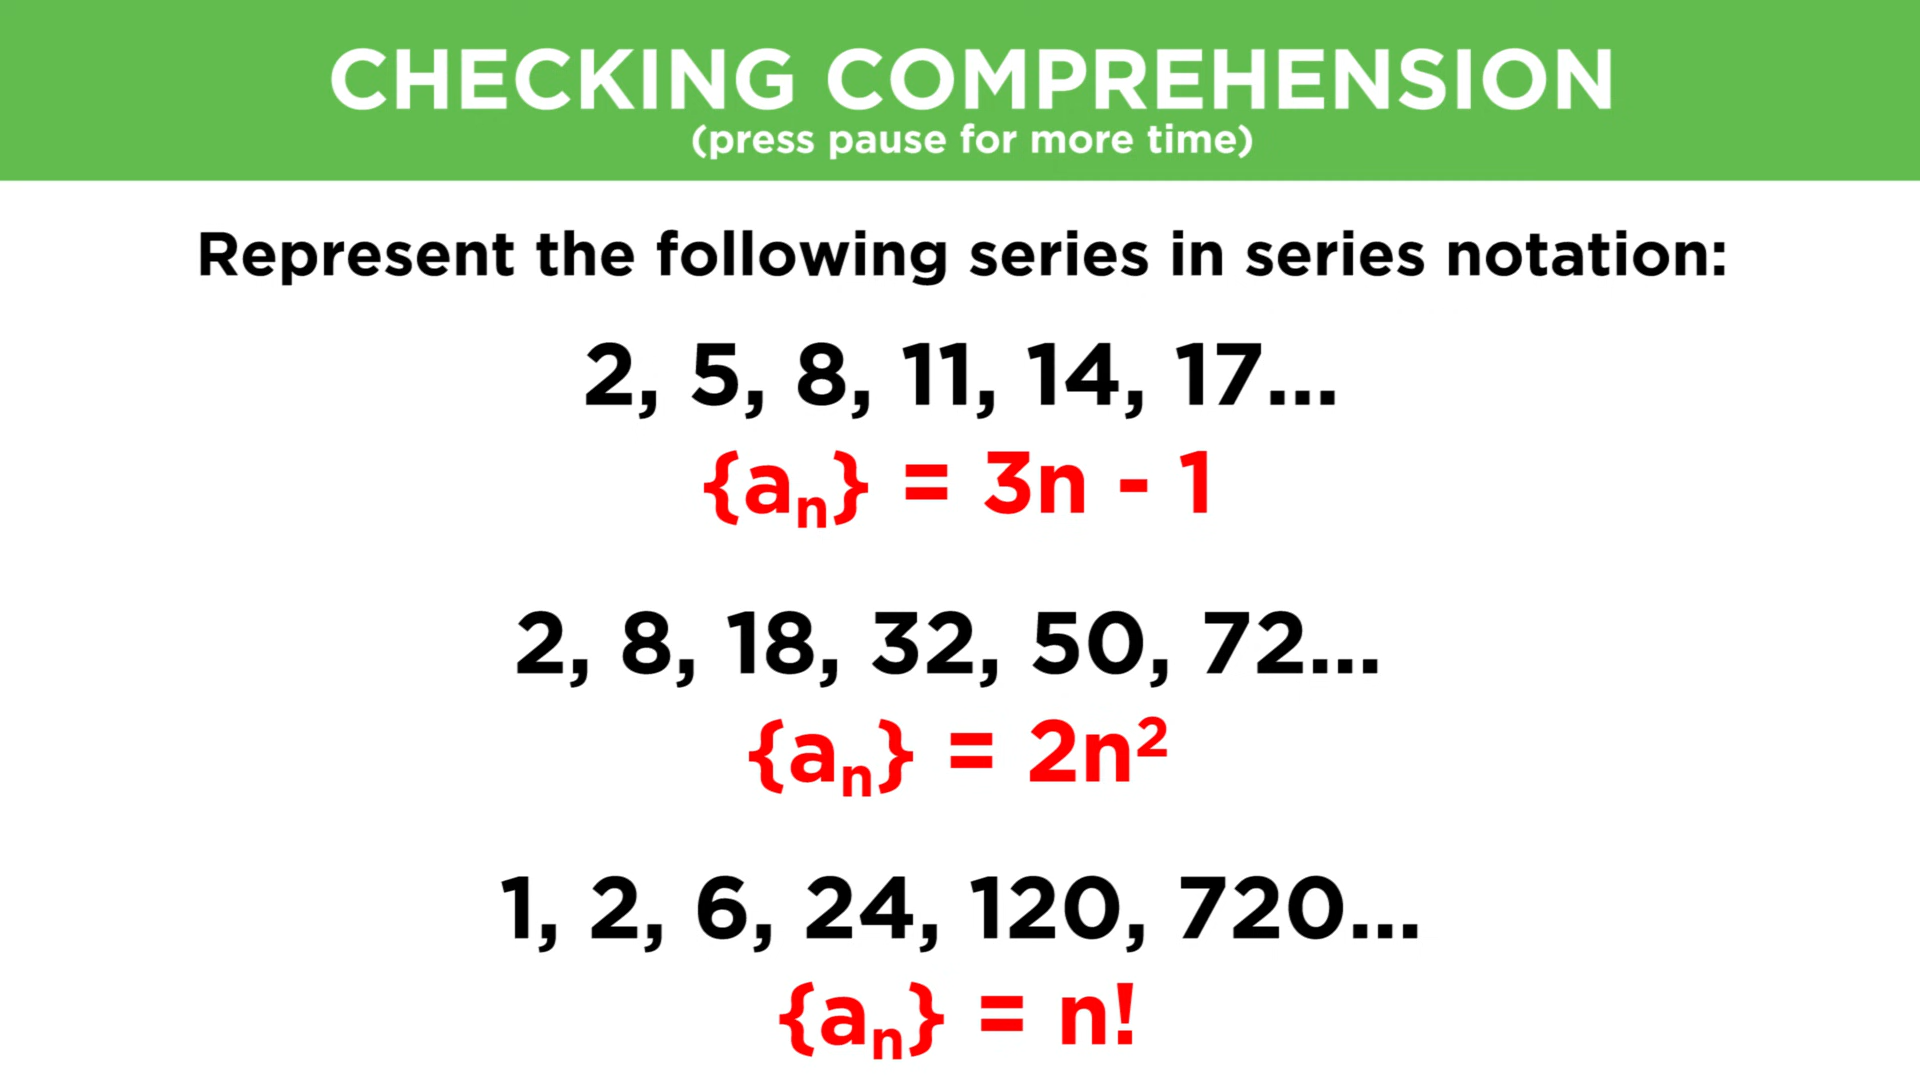 CHECKING COMPREHENSION
(press pause for more time)
Represent the following series in series notation:
2, 5, 8, 11, 14, 17...
{aₙ} = 3n - 1
2, 8, 18, 32, 50, 72...
{aₙ} = 2n²
1, 2, 6, 24, 120, 720...
{aₙ} = n!